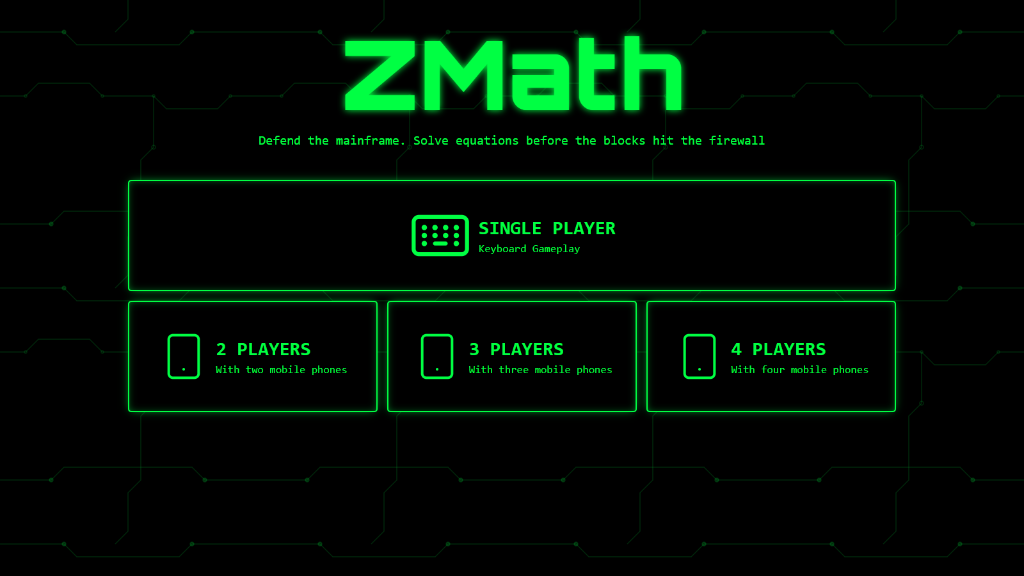 ZMath
Defend the mainframe. Solve equations before the blocks hit the firewall
SINGLE PLAYER
Keyboard Gameplay
2 PLAYERS
With two mobile phones
3 PLAYERS
With three mobile phones
4 PLAYERS
With four mobile phones